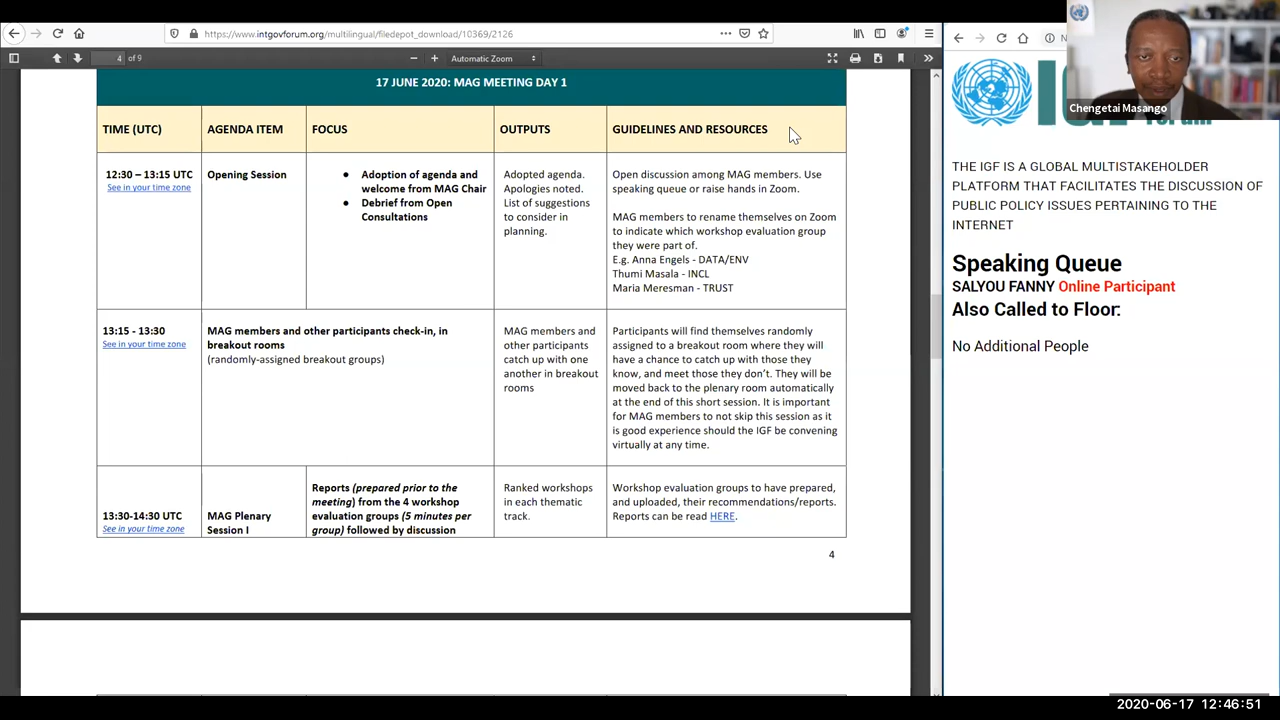 https://www.intgovforum.org/multilingual/filedepot_download/10369/2126
4 of 9
Automatic Zoom
17 JUNE 2020: MAG MEETING DAY 1
TIME (UTC) AGENDA ITEM FOCUS OUTPUTS GUIDELINES AND RESOURCES
12:30 – 13:15 UTC
See in your time zone
Opening Session
• Adoption of agenda and
welcome from MAG Chair
• Debrief from Open
Consultations
Adopted agenda.
Apologies noted.
List of suggestions
to consider in
planning.
Open discussion among MAG members. Use
speaking queue or raise hands in Zoom.
MAG members to rename themselves on Zoom
to indicate which workshop evaluation group
they were part of.
E.g. Anna Engels - DATA/ENV
Thumi Masala - INCL
Maria Meresman - TRUST
13:15 - 13:30
See in your time zone
MAG members and other participants check-in, in
breakout rooms
(randomly-assigned breakout groups)
MAG members and
other participants
catch up with one
another in breakout
rooms
Participants will find themselves randomly
assigned to a breakout room where they will
have a chance to catch up with those they
know, and meet those they don't. They will be
moved back to the plenary room automatically
at the end of this short session. It is important
for MAG members to not skip this session as it
is good experience should the IGF be convening
virtually at any time.
13:30-14:30 UTC
See in your time zone
MAG Plenary
Session I
Reports (prepared prior to the
meeting) from the 4 workshop
evaluation groups (5 minutes per
group) followed by discussion
Ranked workshops
in each thematic
track.
Workshop evaluation groups to have prepared,
and uploaded, their recommendations/reports.
Reports can be read HERE.
4
Chengetai Masango
THE IGF IS A GLOBAL MULTISTAKEHOLDER
PLATFORM THAT FACILITATES THE DISCUSSION OF
PUBLIC POLICY ISSUES PERTAINING TO THE
INTERNET
Speaking Queue
SALYOU FANNY Online Participant
Also Called to Floor:
No Additional People
2020-06-17 12:46:51